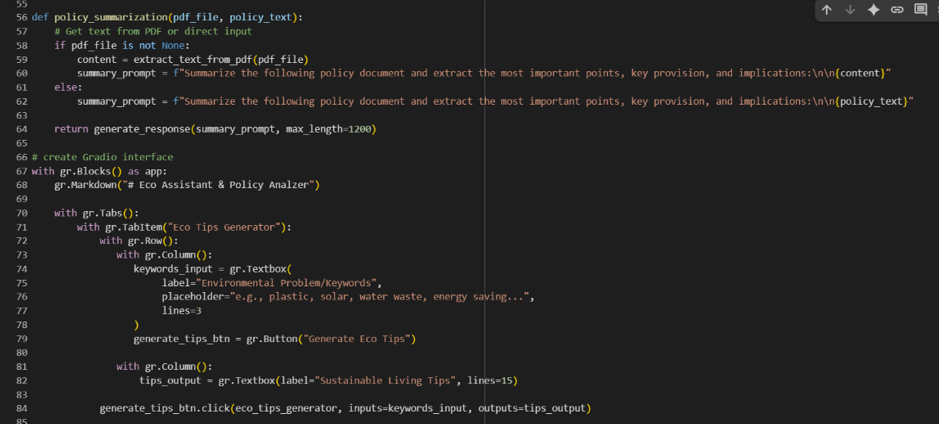 55
56 def policy_summarization(pdf_file, policy_text):
57     # Get text from PDF or direct input
58     if pdf_file is not None:
59         content = extract_text_from_pdf(pdf_file)
60         summary_prompt = f"Summarize the following policy document and extract the most important points, key provision, and implications:\n\n{content}"
61     else:
62         summary_prompt = f"Summarize the following policy document and extract the most important points, key provision, and implications:\n\n{policy_text}"
63
64     return generate_response(summary_prompt, max_length=1200)
65
66 # create Gradio interface
67 with gr.Blocks() as app:
68     gr.Markdown("# Eco Assistant & Policy Analzer")
69
70     with gr.Tabs():
71         with gr.TabItem("Eco Tips Generator"):
72             with gr.Row():
73                 with gr.Column():
74                     keywords_input = gr.Textbox(
75                         label="Environmental Problem/Keywords",
76                         placeholder="e.g., plastic, solar, water waste, energy saving...",
77                         lines=3
78                     )
79                     generate_tips_btn = gr.Button("Generate Eco Tips")
80
81                 with gr.Column():
82                     tips_output = gr.Textbox(label="Sustainable Living Tips", lines=15)
83
84             generate_tips_btn.click(eco_tips_generator, inputs=keywords_input, outputs=tips_output)
85